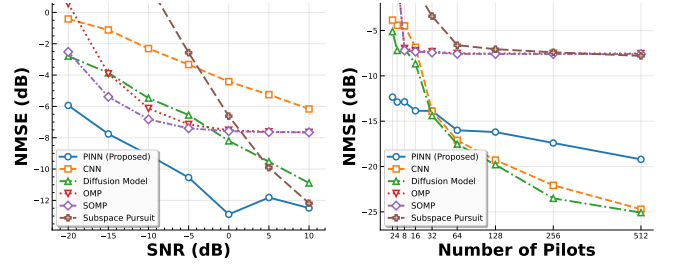 0
−2
−4
−6
−8
−10
−12
NMSE (dB)
PINN (Proposed)
CNN
Diffusion Model
OMP
SOMP
Subspace Pursuit
−20 −15 −10 −5 0 5 10
SNR (dB)
−5
−10
−15
−20
−25
NMSE (dB)
PINN (Proposed)
CNN
Diffusion Model
OMP
SOMP
Subspace Pursuit
2 4 8 16 32 64 128 256 512
Number of Pilots